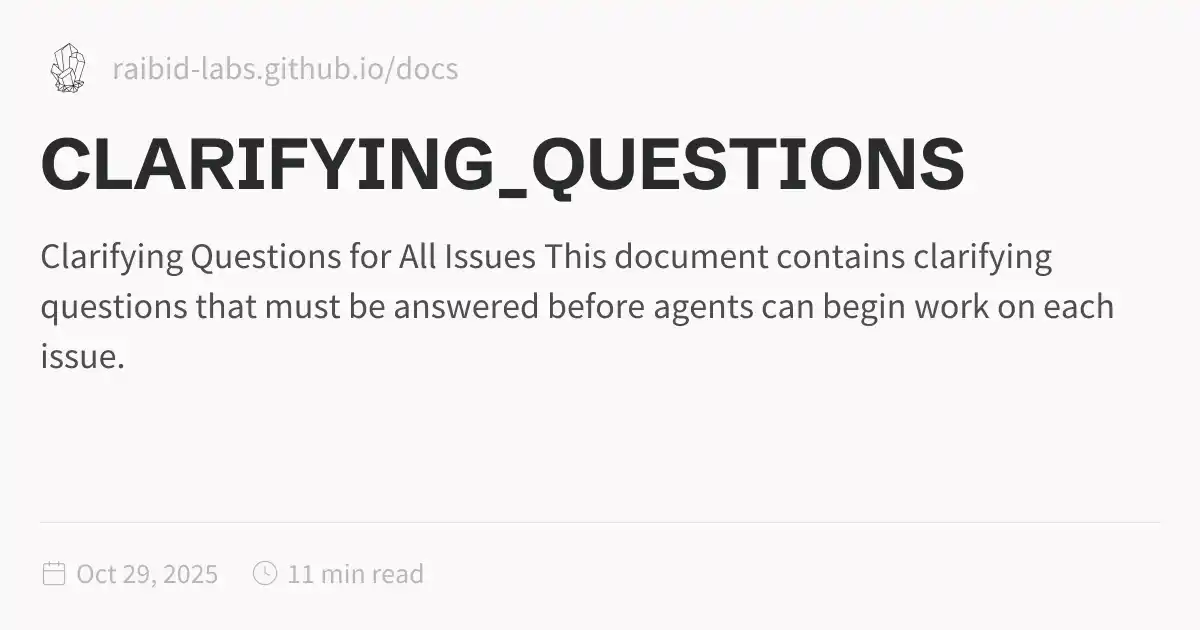 raibid-labs.github.io/docs
CLARIFYING_QUESTIONS
Clarifying Questions for All Issues This document contains clarifying
questions that must be answered before agents can begin work on each
issue.
Oct 29, 2025 11 min read